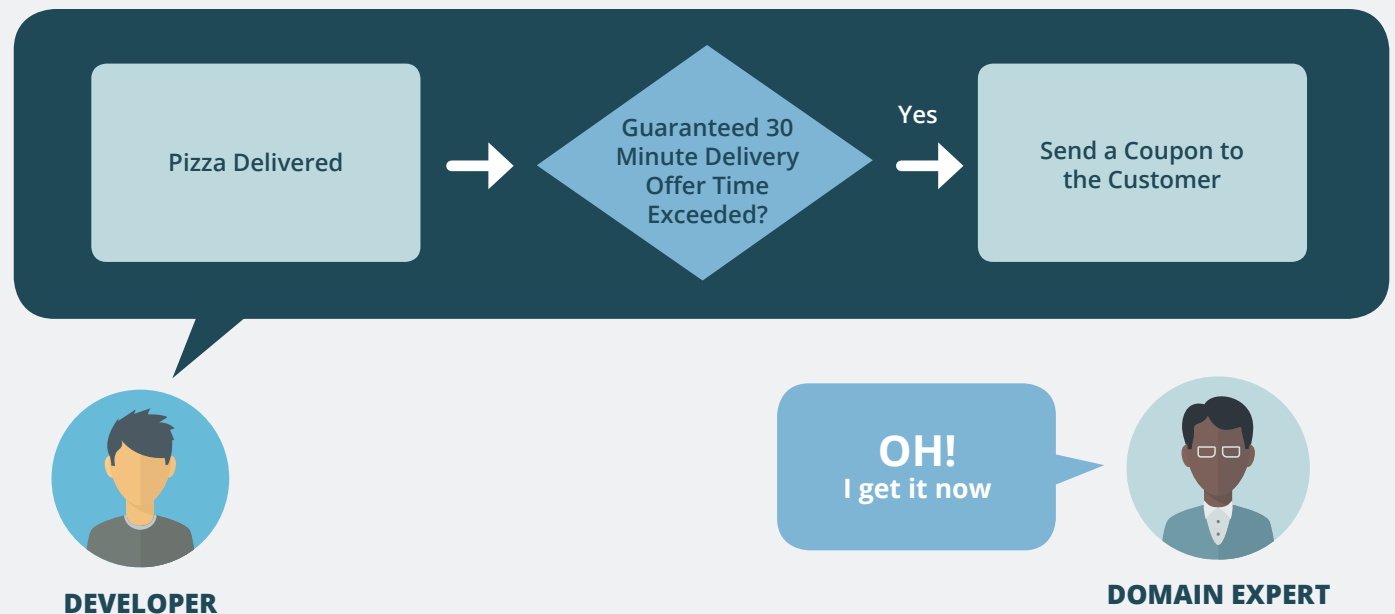 Pizza Delivered
Guaranteed 30
Minute Delivery
Offer Time
Exceeded?
Yes
Send a Coupon to
the Customer
OH!
I get it now
DEVELOPER
DOMAIN EXPERT